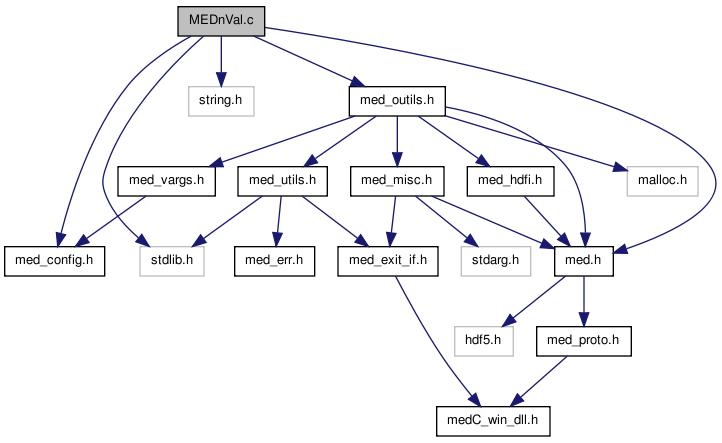 MEDnVal.c
string.h
med_outils.h
med_vargs.h
med_utils.h
med_misc.h
med_hdfi.h
malloc.h
med_config.h
stdlib.h
med_err.h
med_exit_if.h
stdarg.h
med.h
hdf5.h
med_proto.h
medC_win_dll.h